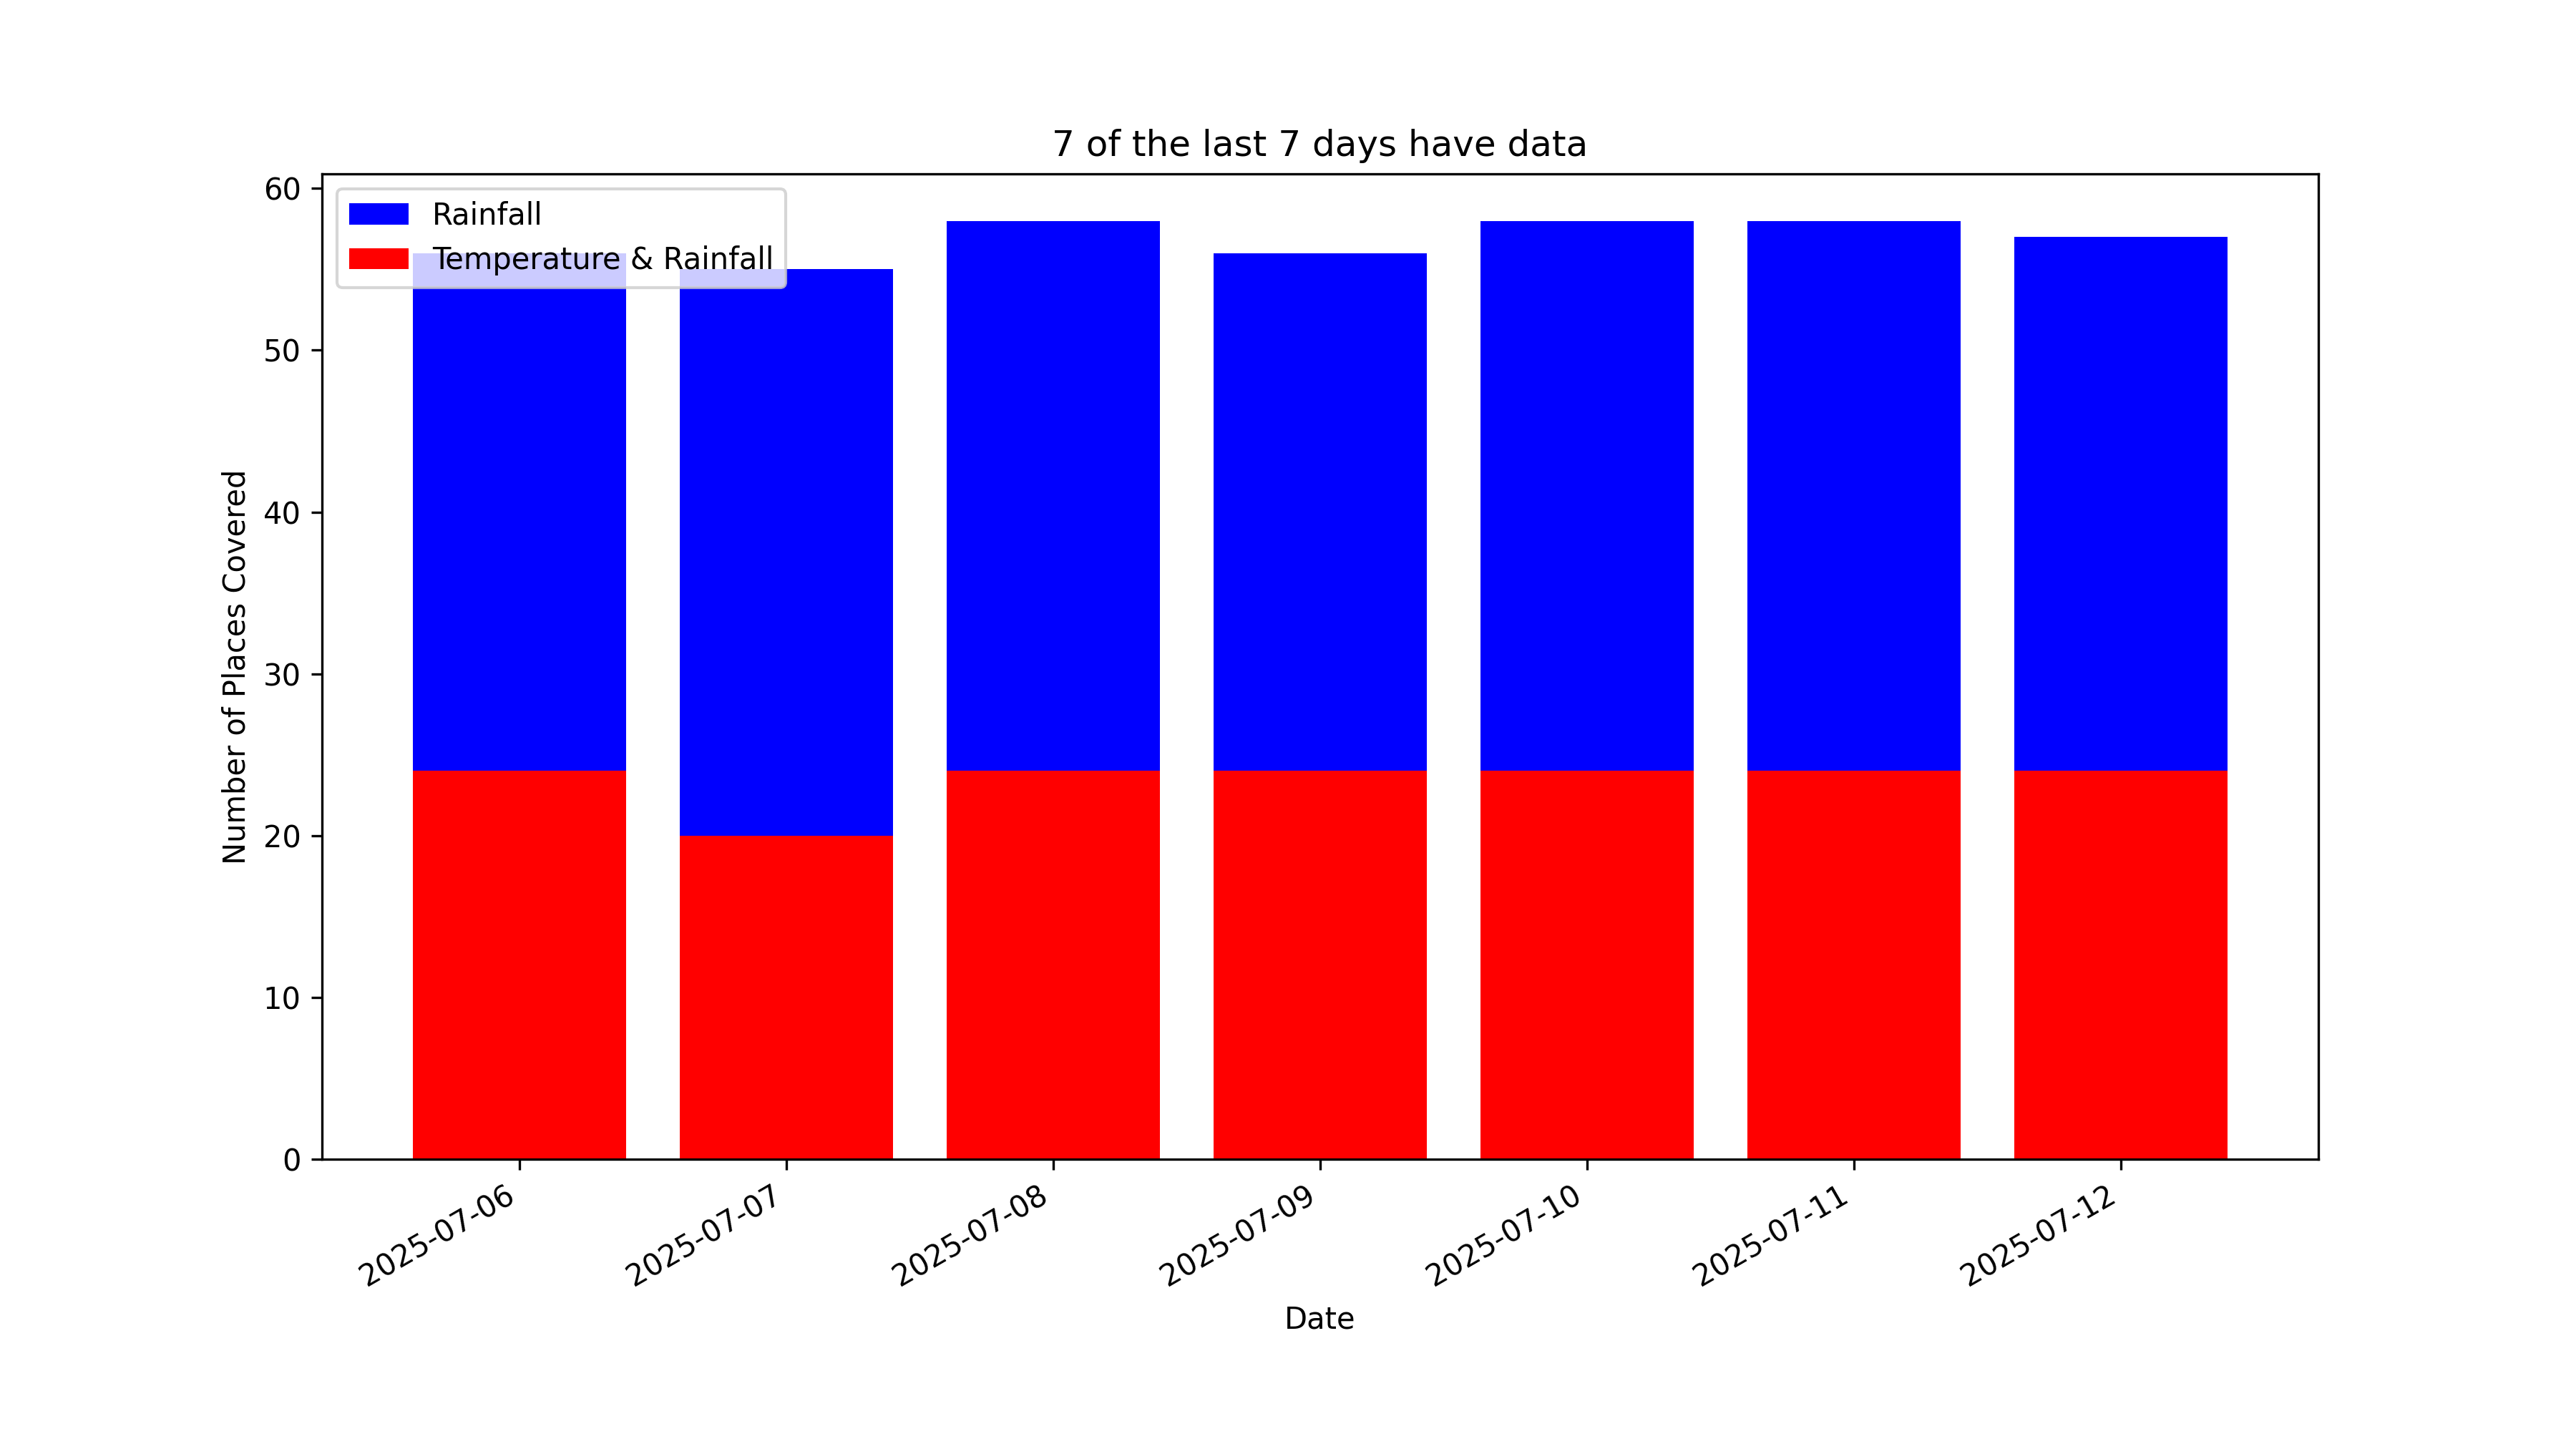 7 of the last 7 days have data
Rainfall
Temperature & Rainfall
Number of Places Covered
60
50
40
30
20
10
0
2025-07-06
2025-07-07
2025-07-08
2025-07-09
2025-07-10
2025-07-11
2025-07-12
Date